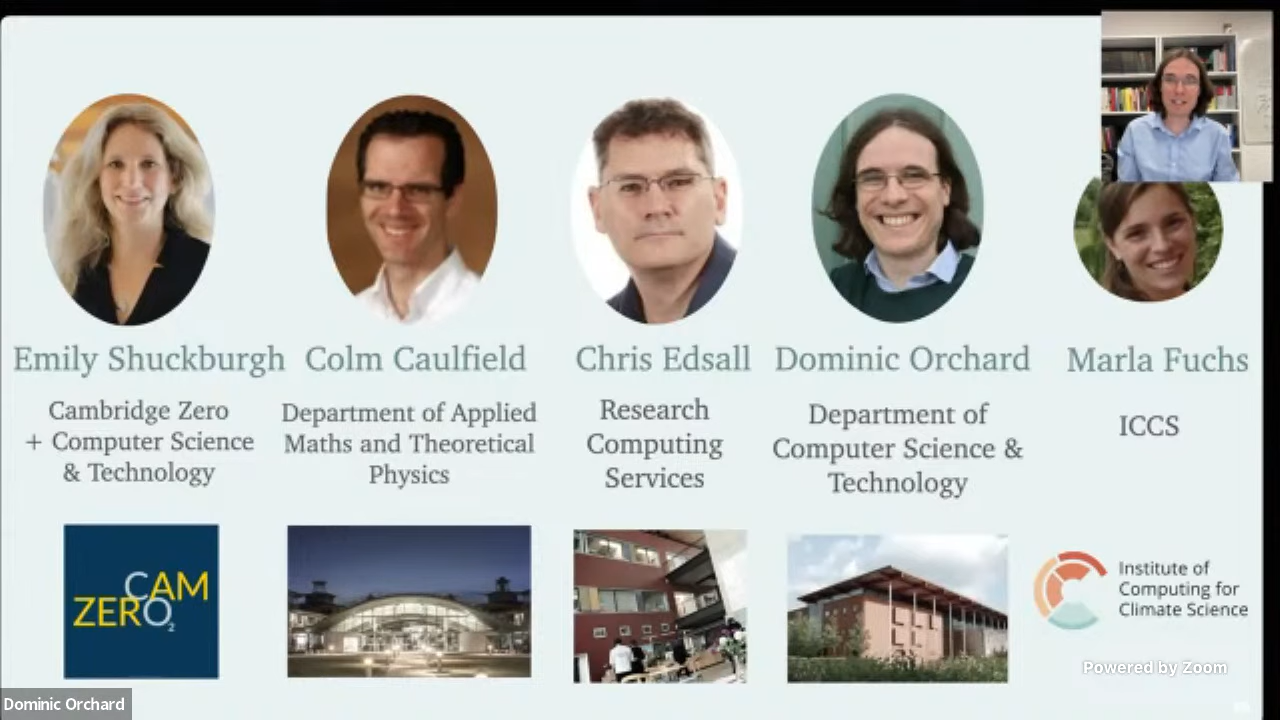 Emily Shuckburgh
Cambridge Zero
+ Computer Science
& Technology
Colm Caulfield
Department of Applied
Maths and Theoretical
Physics
Chris Edsall
Research
Computing
Services
Dominic Orchard
Department of
Computer Science &
Technology
Marla Fuchs
ICCS
CAM
ZERO₂
Institute of
Computing for
Climate Science
Powered by Zoom
Dominic Orchard